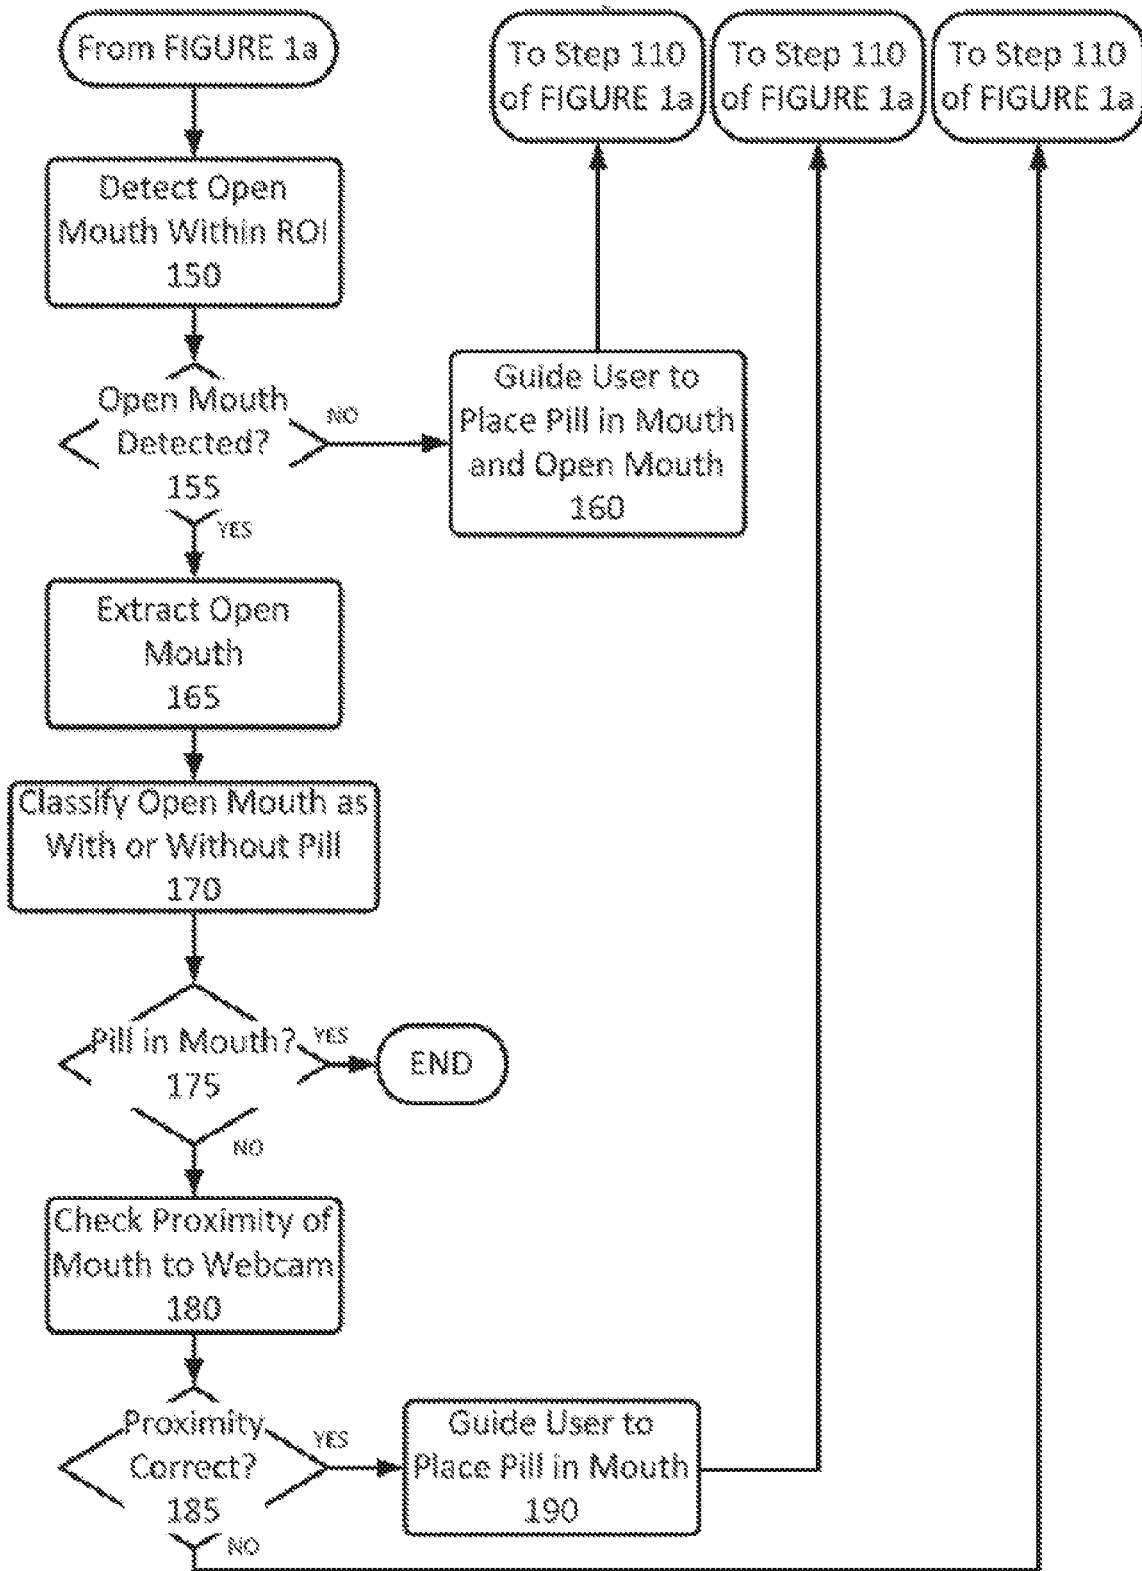 From FIGURE 1a
To Step 110
of FIGURE 1a
To Step 110
of FIGURE 1a
To Step 110
of FIGURE 1a
Detect Open
Mouth Within ROI
150
Open Mouth
Detected?
155
NO
YES
Guide User to
Place Pill in Mouth
and Open Mouth
160
Extract Open
Mouth
165
Classify Open Mouth as
With or Without Pill
170
Pill in Mouth?
175
YES
END
NO
Check Proximity of
Mouth to Webcam
180
Proximity
Correct?
185
YES
NO
Guide User to
Place Pill in Mouth
190